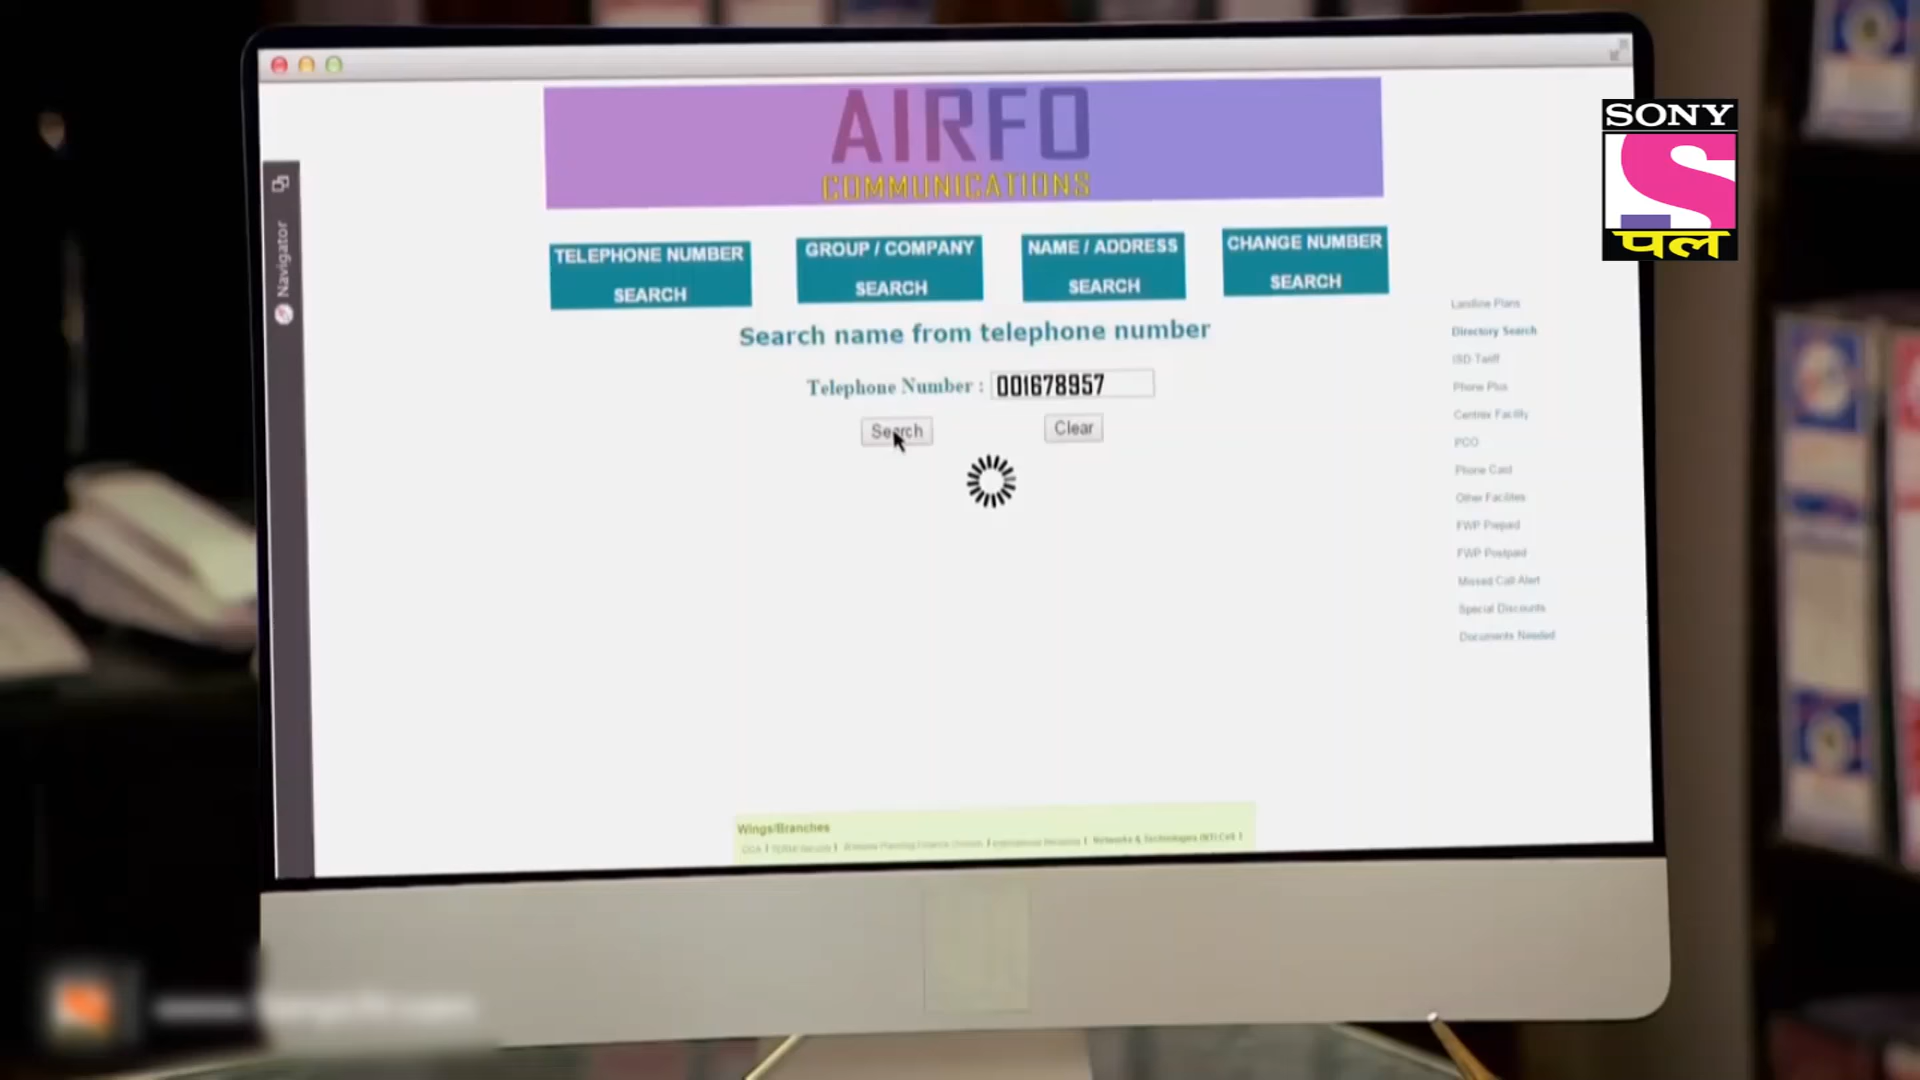 AIRFO
COMMUNICATIONS
SONY
पल
Navigator
TELEPHONE NUMBER
SEARCH
GROUP / COMPANY
SEARCH
NAME / ADDRESS
SEARCH
CHANGE NUMBER
SEARCH
Search name from telephone number
Telephone Number : 001678957
Search
Clear
Landline Plans
Directory Search
ISD Tariff
Phone Plus
Centrex Facility
PCO
Phone Card
Other Facilities
FWP Prepaid
FWP Postpaid
Missed Call Alert
Special Discounts
Documents Needed
Wings/Branches